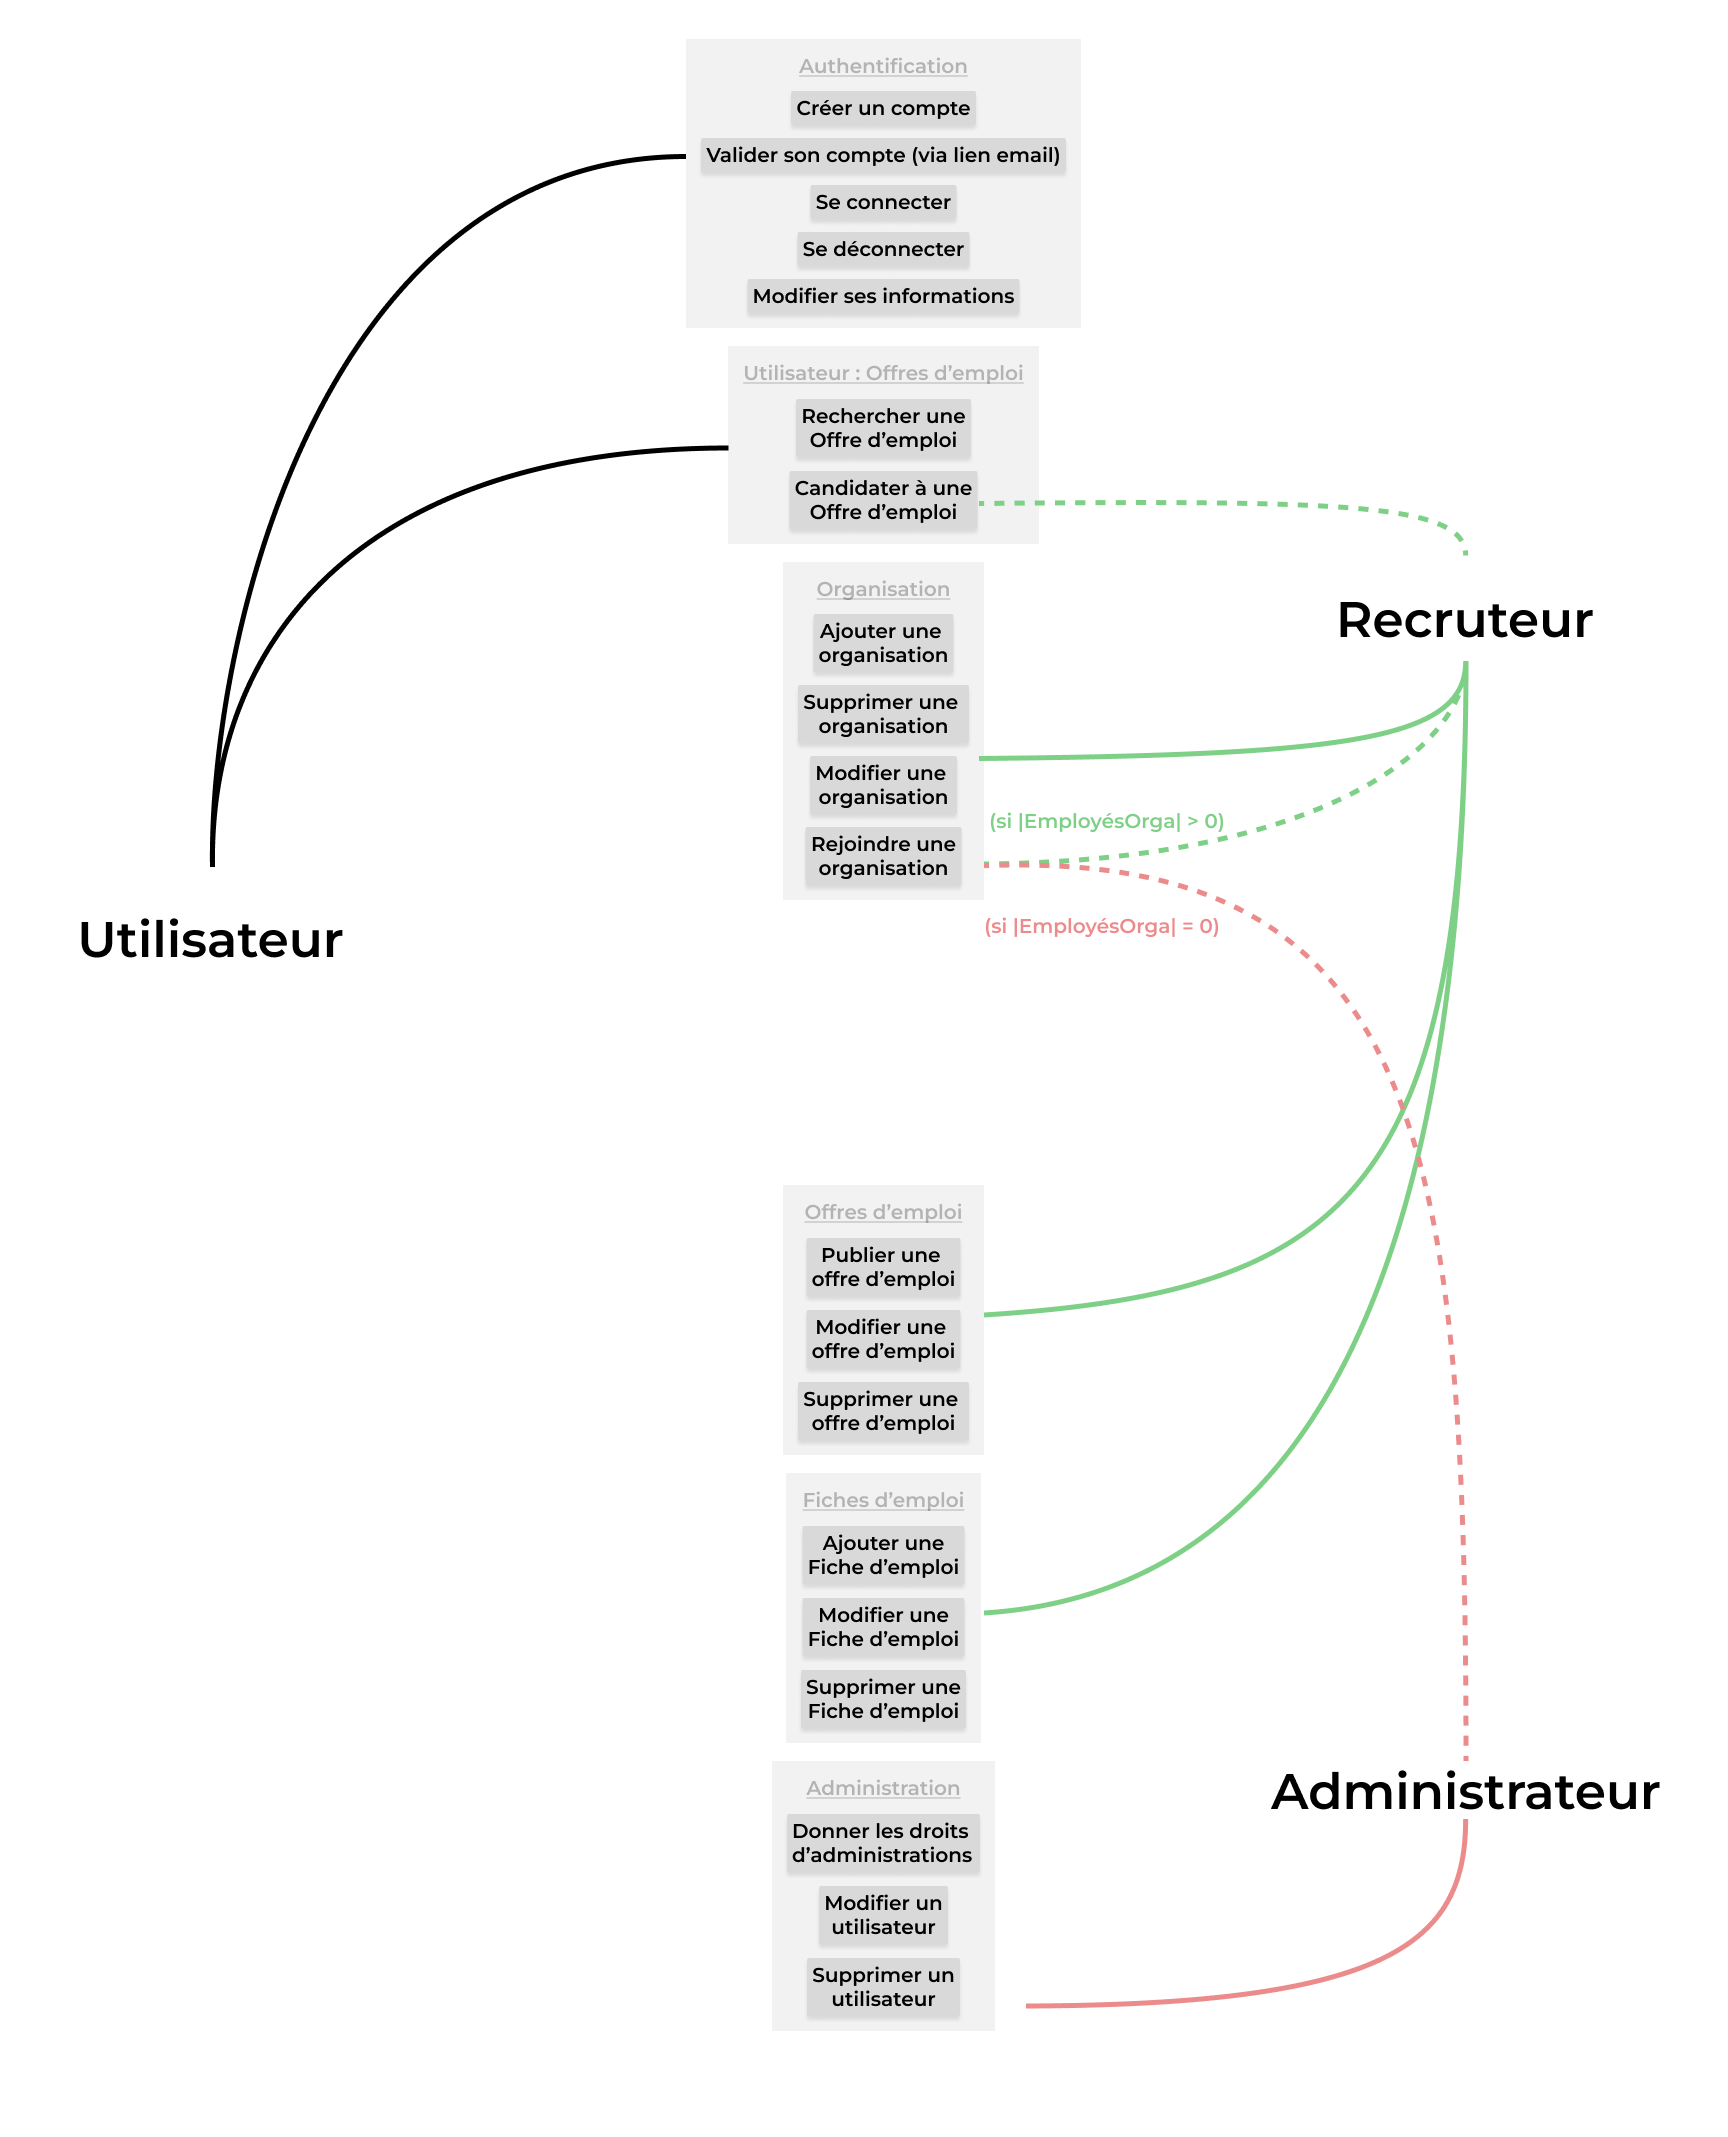 Authentification
Créer un compte
Valider son compte (via lien email)
Se connecter
Se déconnecter
Modifier ses informations
Utilisateur : Offres d’emploi
Rechercher une
Offre d’emploi
Candidater à une
Offre d’emploi
Organisation
Ajouter une
organisation
Supprimer une
organisation
Modifier une
organisation
Rejoindre une
organisation
Recruteur
(si |EmployésOrga| > 0)
(si |EmployésOrga| = 0)
Utilisateur
Offres d’emploi
Publier une
offre d’emploi
Modifier une
offre d’emploi
Supprimer une
offre d’emploi
Fiches d’emploi
Ajouter une
Fiche d’emploi
Modifier une
Fiche d’emploi
Supprimer une
Fiche d’emploi
Administration
Donner les droits
d’administrations
Modifier un
utilisateur
Supprimer un
utilisateur
Administrateur